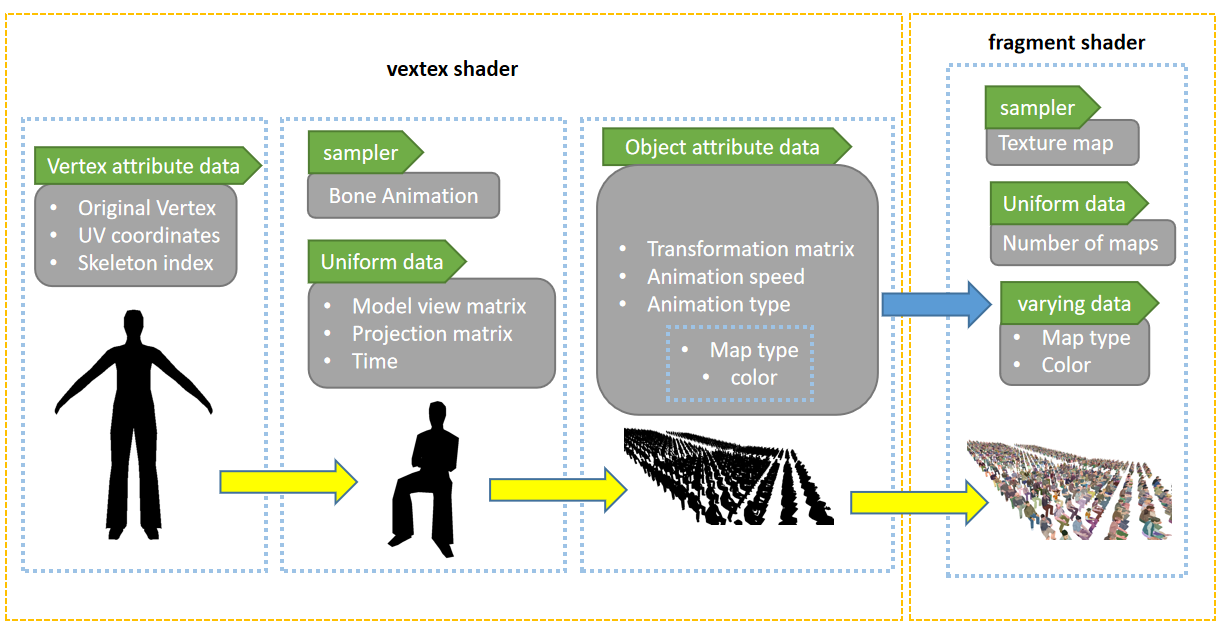 vextex shader
Vertex attribute data
• Original Vertex
• UV coordinates
• Skeleton index
sampler
Bone Animation
Uniform data
• Model view matrix
• Projection matrix
• Time
Object attribute data
• Transformation matrix
• Animation speed
• Animation type
• Map type
• color
fragment shader
sampler
Texture map
Uniform data
Number of maps
varying data
• Map type
• Color